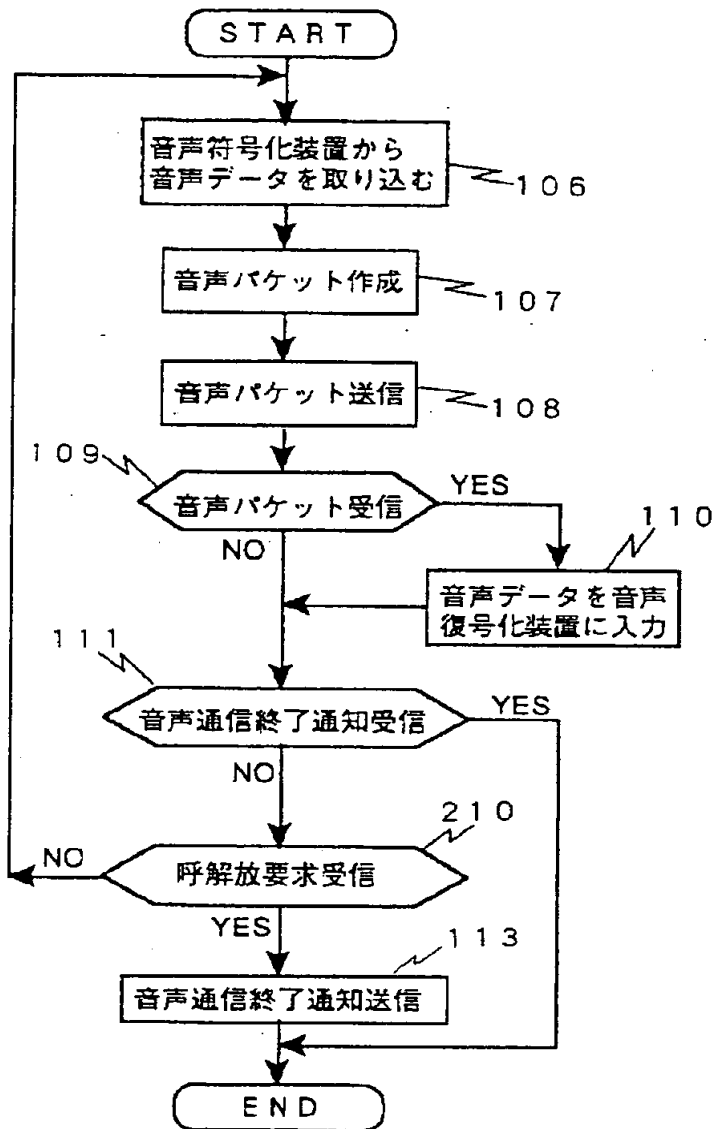 START
音声符号化装置から
音声データを取り込む
106
音声パケット作成
107
音声パケット送信
108
109
音声パケット受信
YES
NO
110
音声データを音声
復号化装置に入力
111
音声通信終了通知受信
YES
NO
210
呼解放要求受信
NO
YES
113
音声通信終了通知送信
END